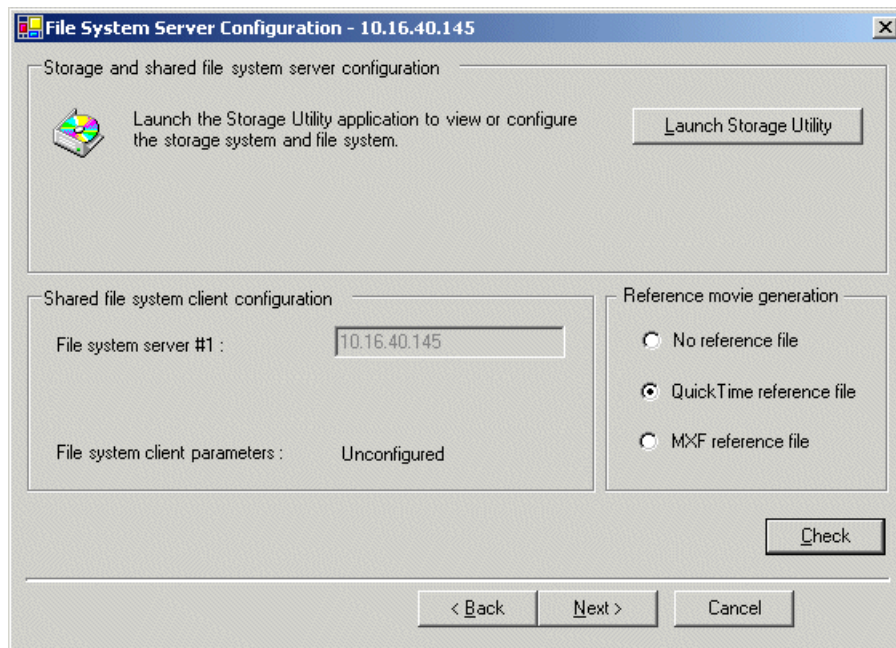 File System Server Configuration - 10.16.40.145
Storage and shared file system server configuration
Launch the Storage Utility application to view or configure
the storage system and file system.
Launch Storage Utility
Shared file system client configuration
File system server #1 :
10.16.40.145
File system client parameters :
Unconfigured
Reference movie generation
No reference file
QuickTime reference file
MXF reference file
Check
< Back
Next >
Cancel